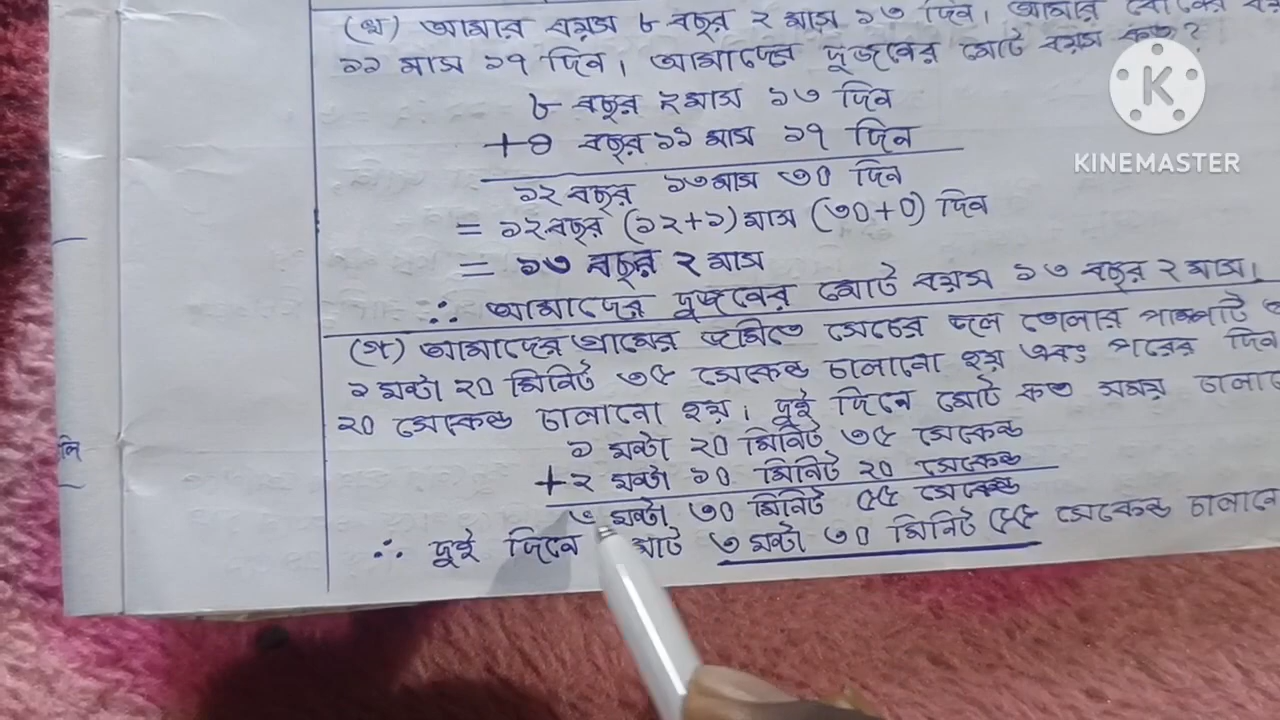 (খ) আমার বয়স ৮ বছর ২ মাস ১৩ দিন। আমার বোনের
১১ মাস ১৭ দিন। আমাদের দুজনের মোট বয়স কত?
৮ বছর ২ মাস ১৩ দিন
+ ৪ বছর ১১ মাস ১৭ দিন
১২ বছর ১৩ মাস ৩০ দিন
= ১২ বছর (১২+১) মাস (৩০+০) দিন
= ১৩ বছর ২ মাস
∴ আমাদের দুজনের মোট বয়স ১৩ বছর ২ মাস।
(গ) আমাদের গ্রামের জমিতে সেচের জল তোলার পাম্পটি
১ ঘন্টা ২০ মিনিট ৩৫ সেকেন্ড চালানো হয় এবং পরের দিন
২০ সেকেন্ড চালানো হয়। দুই দিনে মোট কত সময়
১ ঘন্টা ২০ মিনিট ৩৫ সেকেন্ড
+ ২ ঘন্টা ১০ মিনিট ২০ সেকেন্ড
৩ ঘন্টা ৩০ মিনিট ৫৫ সেকেন্ড
∴ দুই দিনে ৩ ঘন্টা ৩০ মিনিট ৫৫ সেকেন্ড
KINEMASTER